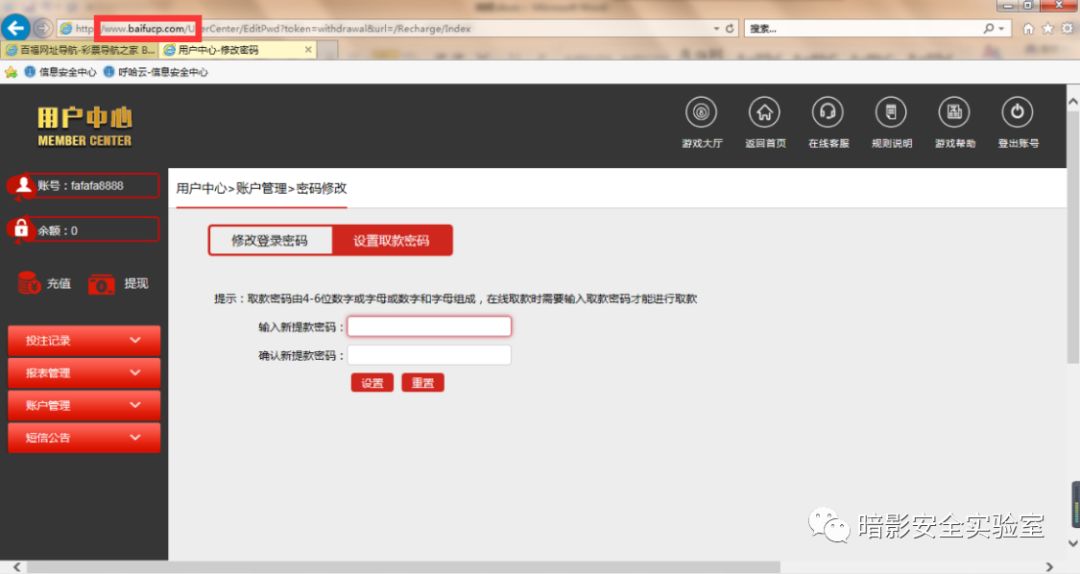 http://www.baifucp.com/UserCenter/EditPwd?token=withdrawal&url=/Recharge/Index
搜索...
百福网址导航-彩票导航之家 B...
用户中心-修改密码
信息安全中心
呼哈云-信息安全中心
用户中心
MEMBER CENTER
游戏大厅
返回首页
在线客服
规则说明
游戏帮助
登出账号
账号：fafafa8888
余额：0
充值
提现
投注记录
报表管理
账户管理
短信公告
用户中心>账户管理>密码修改
修改登录密码
设置取款密码
提示：取款密码由4-6位数字或字母或数字和字母组成，在线取款时需要输入取款密码才能进行取款
输入新提款密码：
确认新提款密码：
设置
重置
暗影安全实验室